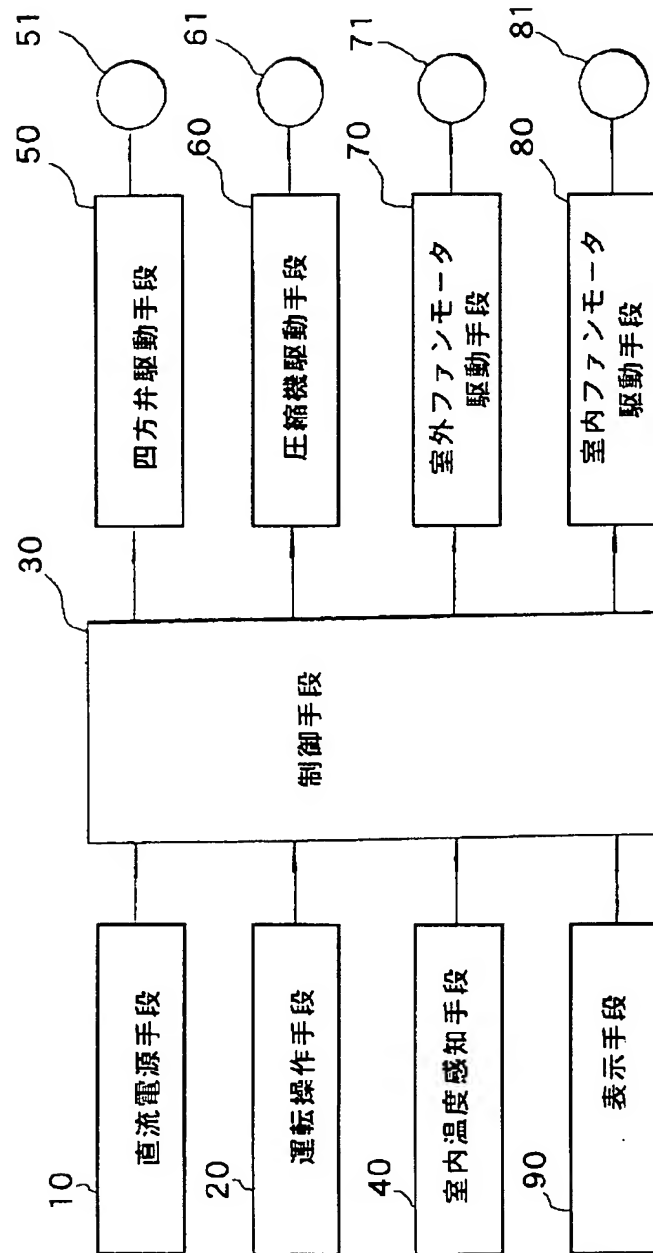 10
直流電源手段
20
運転操作手段
40
室内温度感知手段
90
表示手段
30
制御手段
50
四方弁駆動手段
51
60
圧縮機駆動手段
61
70
室外ファンモータ
駆動手段
71
80
室内ファンモータ
駆動手段
81